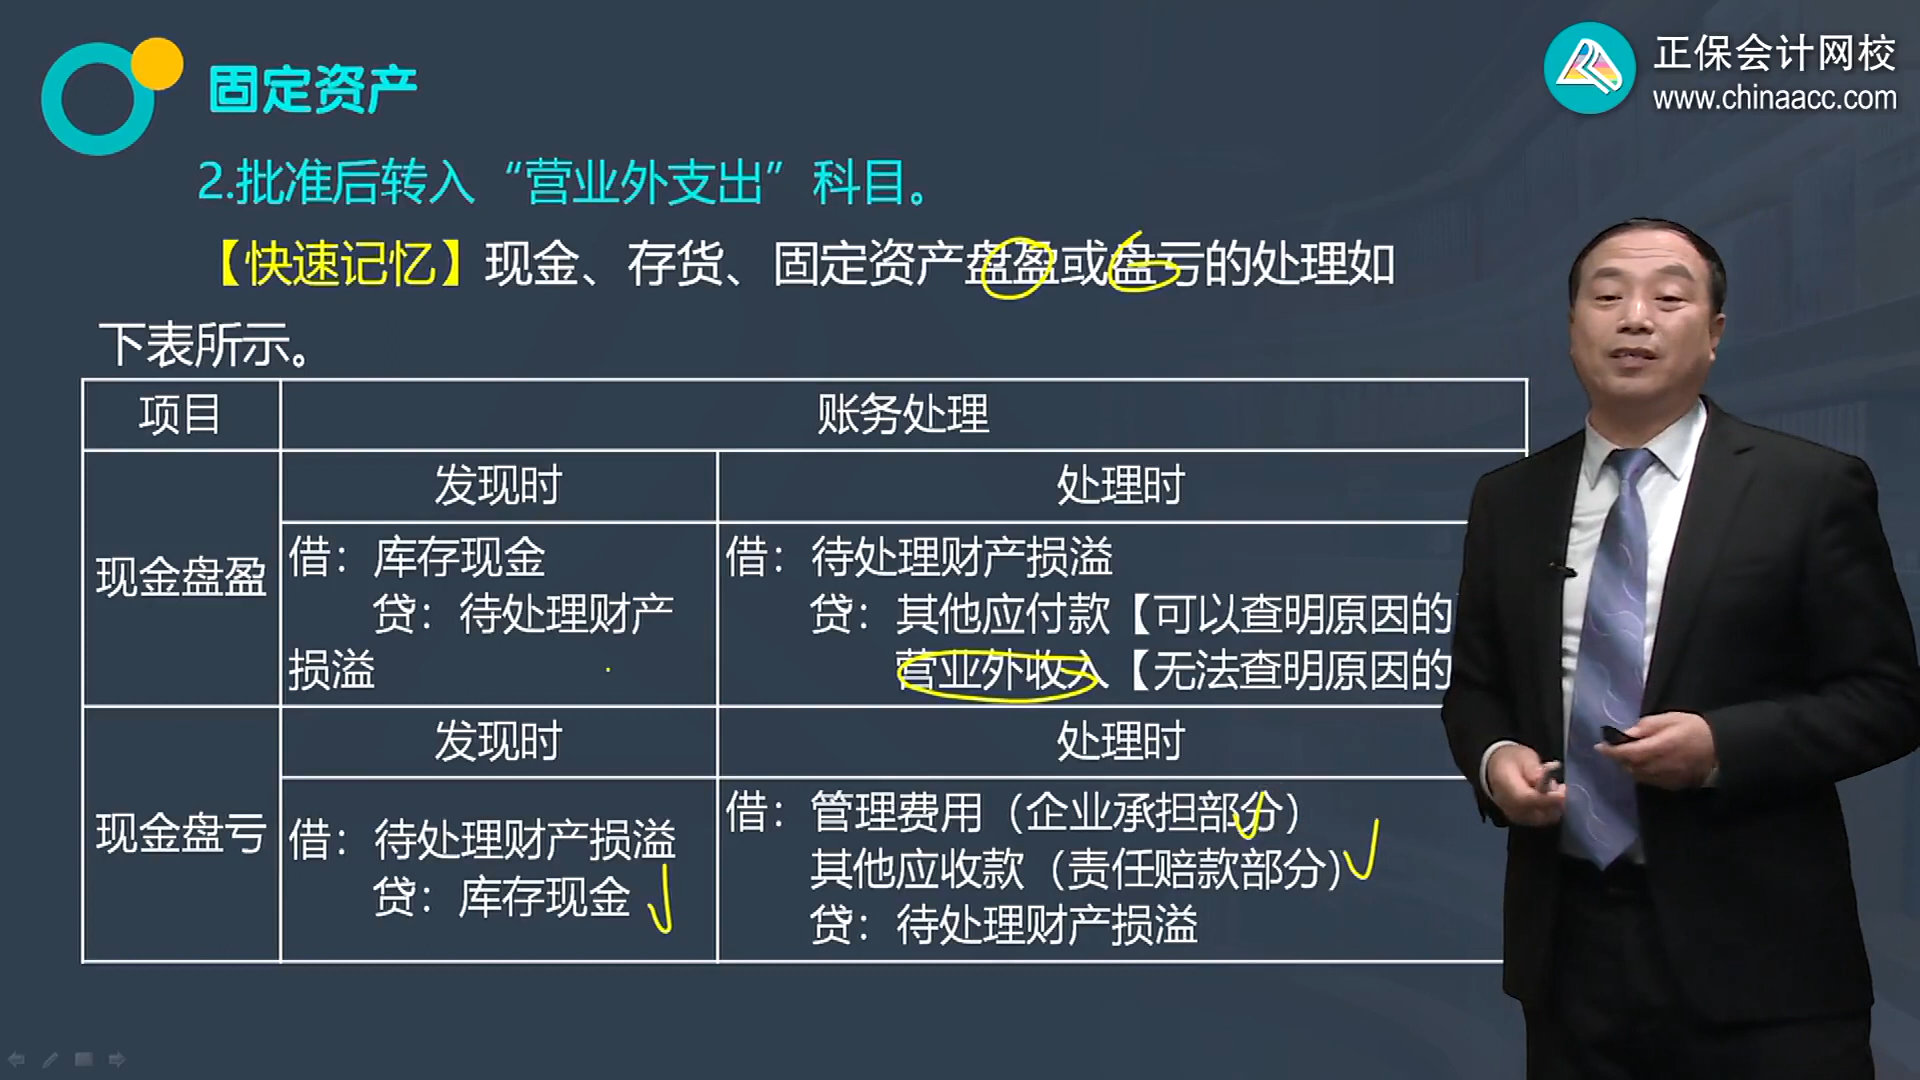 固定资产
正保会计网校
www.chinaacc.com
2.批准后转入“营业外支出”科目。
【快速记忆】现金、存货、固定资产盘盈或盘亏的处理如
下表所示。
项目
账务处理
现金盘盈
发现时
处理时
借：库存现金
贷：待处理财产
损溢
借：待处理财产损溢
贷：其他应付款【可以查明原因的
营业外收入【无法查明原因的
现金盘亏
发现时
处理时
借：待处理财产损溢
贷：库存现金
借：管理费用（企业承担部分）
其他应收款（责任赔款部分）
贷：待处理财产损溢